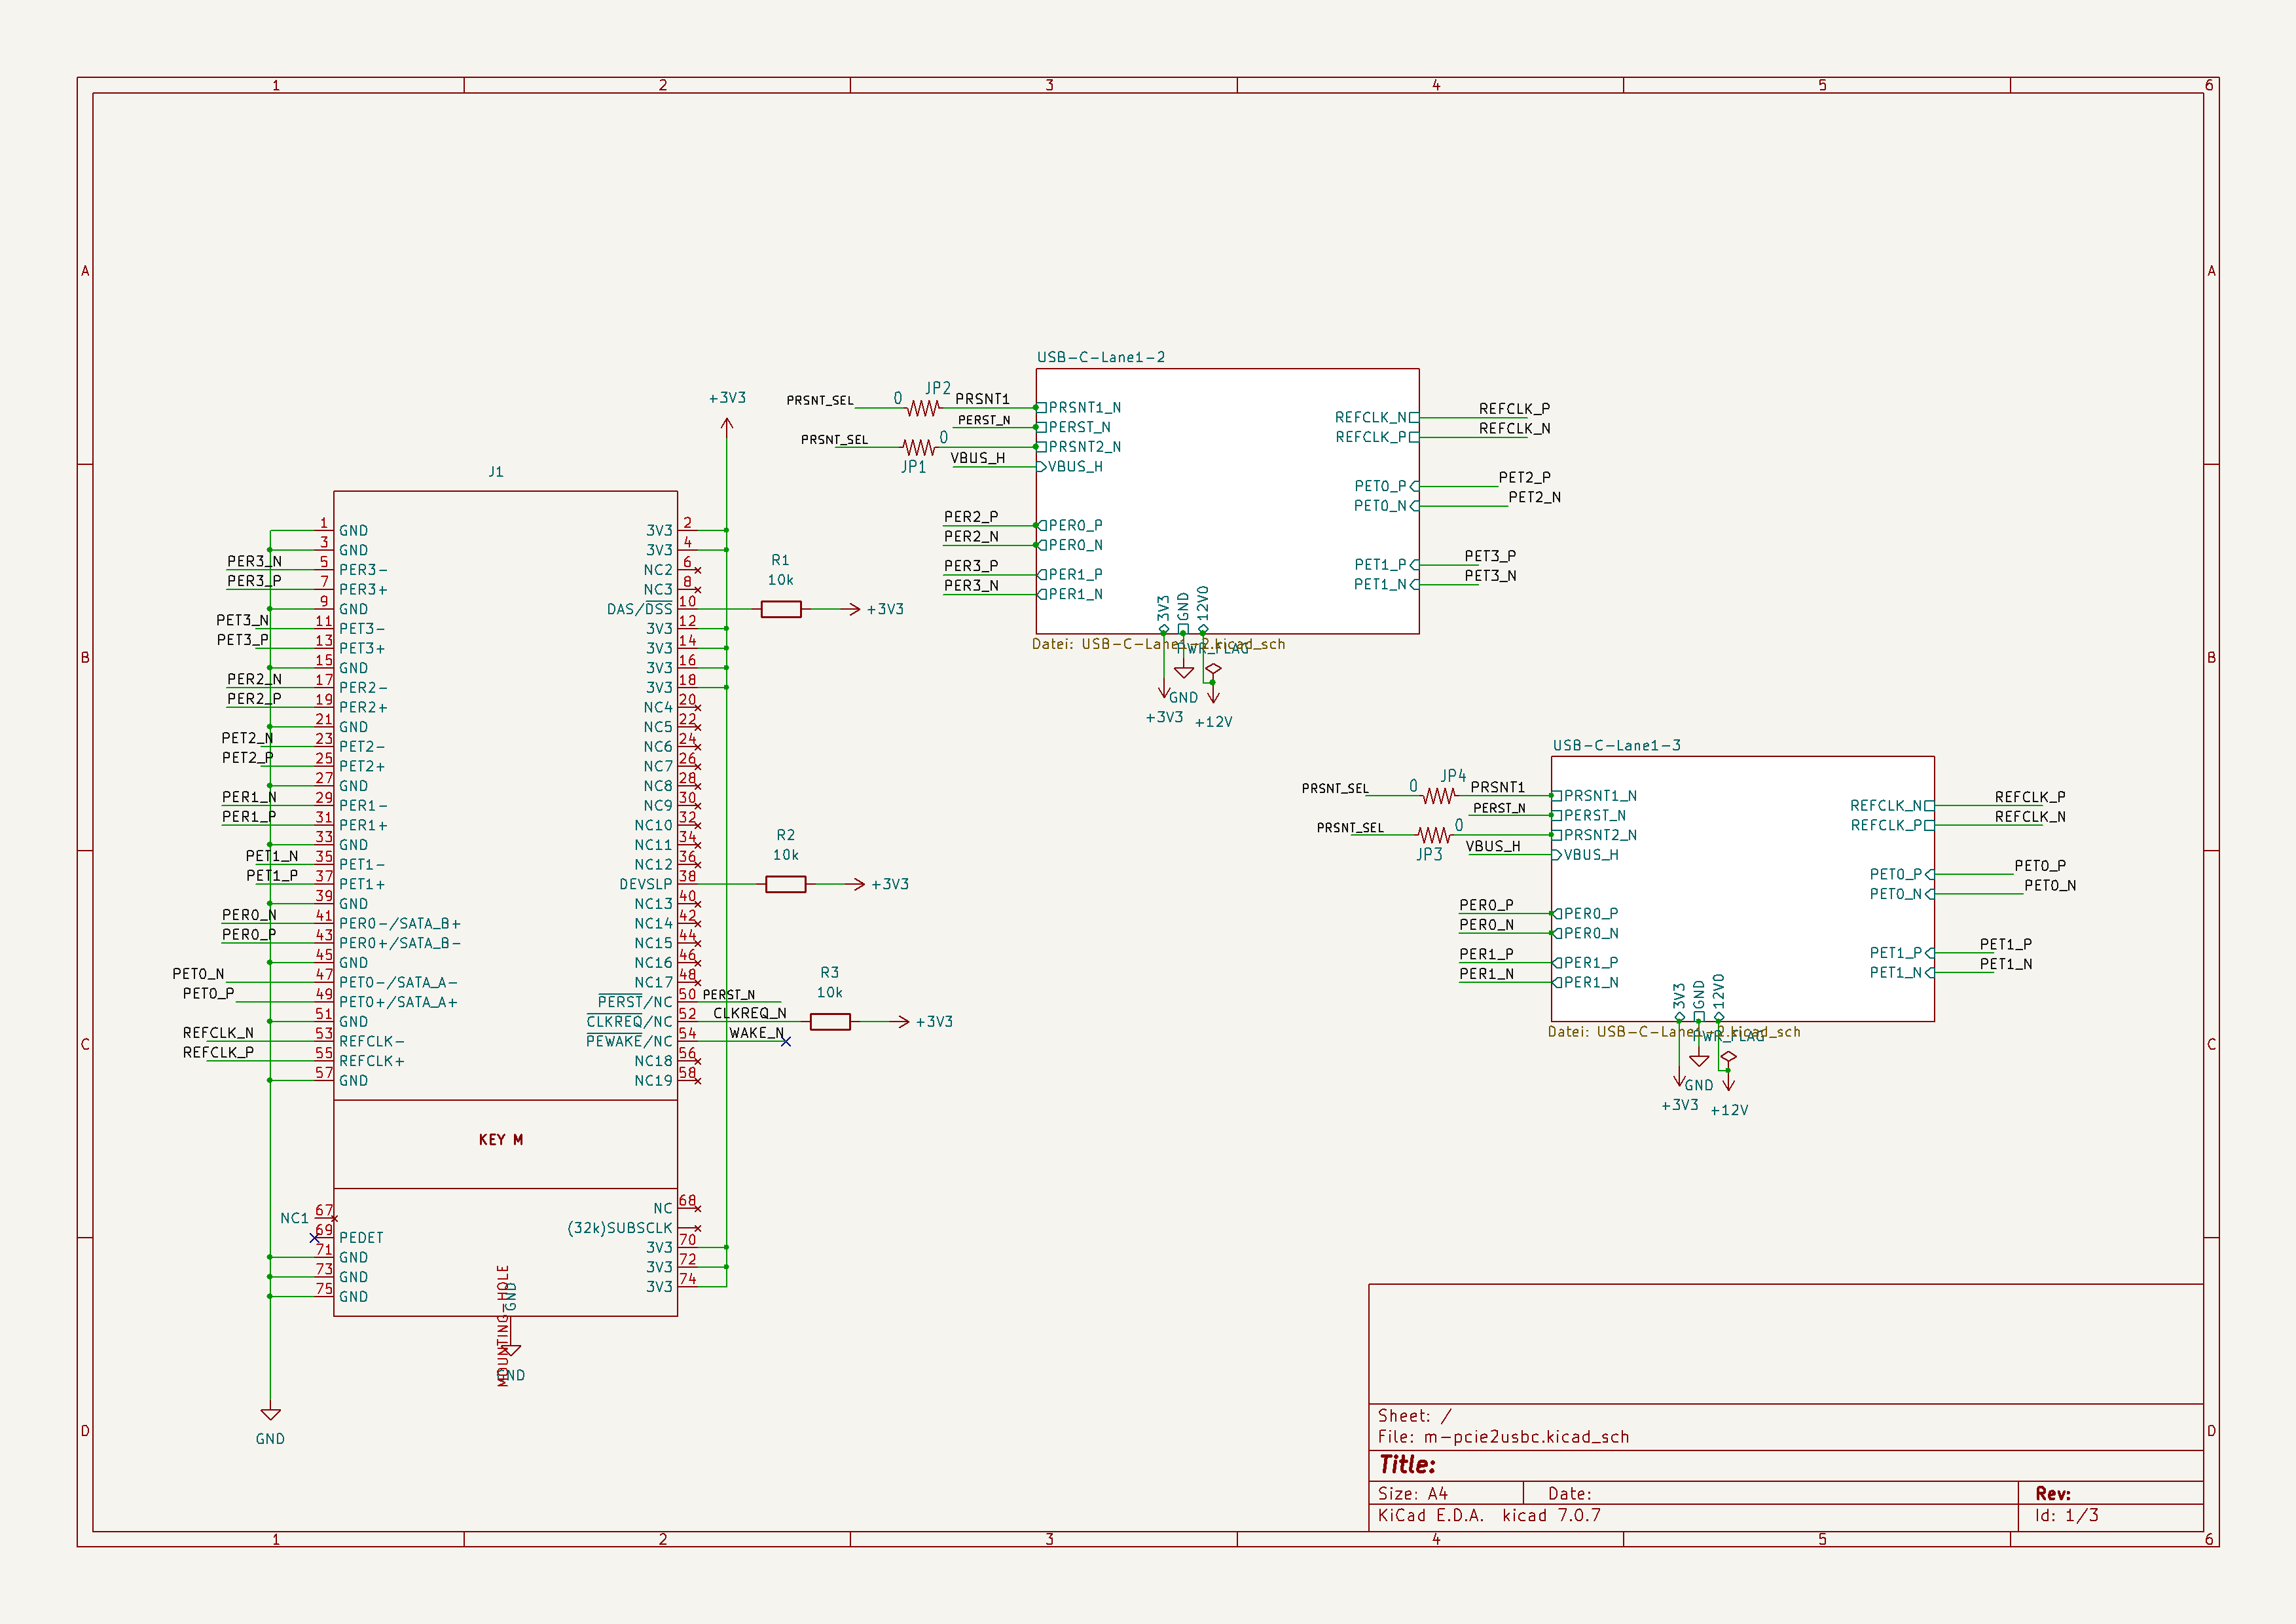 1 2 3 4 5 6
A A
B B
C C
D D
1 2 3 4 5 6
J1
1 GND
3 GND
PER3_N 5 PER3-
PER3_P 7 PER3+
9 GND
PET3_N 11 PET3-
PET3_P 13 PET3+
15 GND
PER2_N 17 PER2-
PER2_P 19 PER2+
21 GND
PET2_N 23 PET2-
PET2_P 25 PET2+
27 GND
PER1_N 29 PER1-
PER1_P 31 PER1+
33 GND
PET1_N 35 PET1-
PET1_P 37 PET1+
39 GND
PER0_N 41 PER0-/SATA_B+
PER0_P 43 PER0+/SATA_B-
45 GND
PET0_N 47 PET0-/SATA_A-
PET0_P 49 PET0+/SATA_A+
51 GND
REFCLK_N 53 REFCLK-
REFCLK_P 55 REFCLK+
57 GND
KEY M
NC1 67
69 PEDET
71 GND
73 GND
75 GND
GND
MOUNTING-HOLE
GND
GND
+3V3
3V3 2
3V3 4
NC2 6
NC3 8
DAS/DSS 10
R1
10k
+3V3
3V3 12
3V3 14
3V3 16
3V3 18
NC4 20
NC5 22
NC6 24
NC7 26
NC8 28
NC9 30
NC10 32
NC11 34
NC12 36
DEVSLP 38
R2
10k
+3V3
NC13 40
NC14 42
NC15 44
NC16 46
NC17 48
PERST/NC 50 PERST_N
CLKREQ/NC 52 CLKREQ_N
R3
10k
+3V3
PEWAKE/NC 54 WAKE_N
NC18 56
NC19 58
NC 68
(32k)SUBSCLK
3V3 70
3V3 72
3V3 74
USB-C-Lane1-2
PRSNT_SEL 0 JP2 PRSNT1 PRSNT1_N
PERST_N PERST_N
PRSNT_SEL 0 JP1 PRSNT2_N
VBUS_H VBUS_H
PER2_P PER0_P
PER2_N PER0_N
PER3_P PER1_P
PER3_N PER1_N
REFCLK_N REFCLK_P
REFCLK_P REFCLK_N
PET0_P PET2_P
PET0_N PET2_N
PET1_P PET3_P
PET1_N PET3_N
3V3 GND 12V0
Datei: USB-C-Lane1-2.kicad_sch
PWR_FLAG
+3V3 GND +12V
USB-C-Lane1-3
PRSNT_SEL 0 JP4 PRSNT1 PRSNT1_N
PERST_N PERST_N
PRSNT_SEL 0 JP3 PRSNT2_N
VBUS_H VBUS_H
PER0_P PER0_P
PER0_N PER0_N
PER1_P PER1_P
PER1_N PER1_N
REFCLK_N REFCLK_P
REFCLK_P REFCLK_N
PET0_P PET0_P
PET0_N PET0_N
PET1_P PET1_P
PET1_N PET1_N
3V3 GND 12V0
Datei: USB-C-Lane1-2.kicad_sch
PWR_FLAG
+3V3 GND +12V
Sheet: /
File: m-pcie2usbc.kicad_sch
Title:
Size: A4 Date: Rev:
KiCad E.D.A. kicad 7.0.7 Id: 1/3